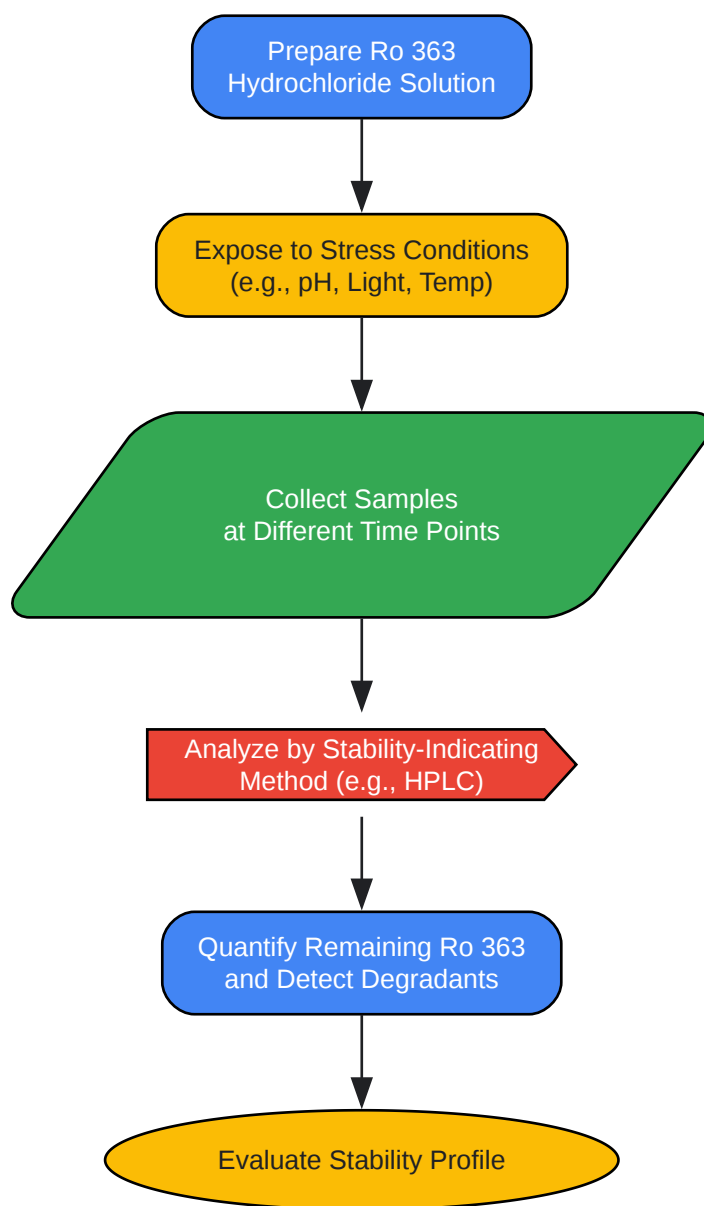 Prepare Ro 363
Hydrochloride Solution
Expose to Stress Conditions
(e.g., pH, Light, Temp)
Collect Samples
at Different Time Points
Analyze by Stability-Indicating
Method (e.g., HPLC)
Quantify Remaining Ro 363
and Detect Degradants
Evaluate Stability Profile